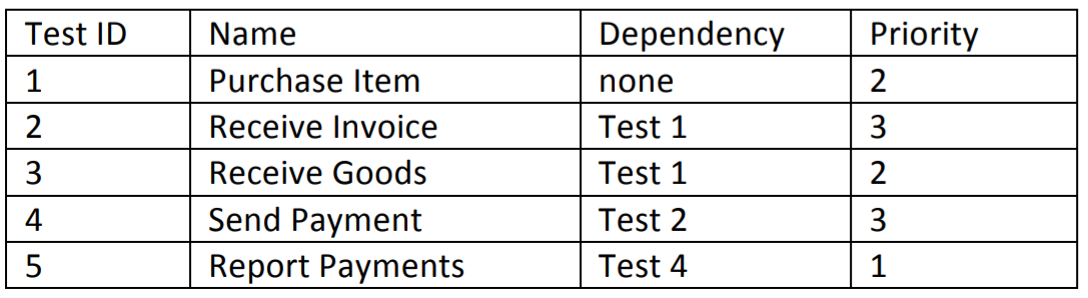 Test ID Name Dependency Priority
1 Purchase Item none 2
2 Receive Invoice Test 1 3
3 Receive Goods Test 1 2
4 Send Payment Test 2 3
5 Report Payments Test 4 1